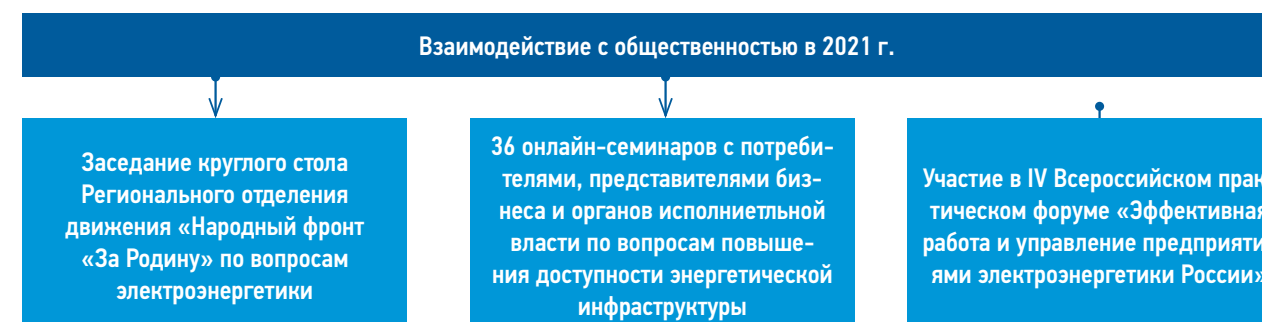 Взаимодействие с общественностью в 2021 г.
Заседание круглого стола
Регионального отделения
движения «Народный фронт
«За Родину» по вопросам
электроэнергетики
36 онлайн-семинаров с потреби-
телями, представителями биз-
неса и органов исполниетльной
власти по вопросам повыше-
ния доступности энергетической
инфраструктуры
Участие в IV Всероссийском прак
тическом форуме «Эффективная
работа и управление предприяти
ями электроэнергетики России»